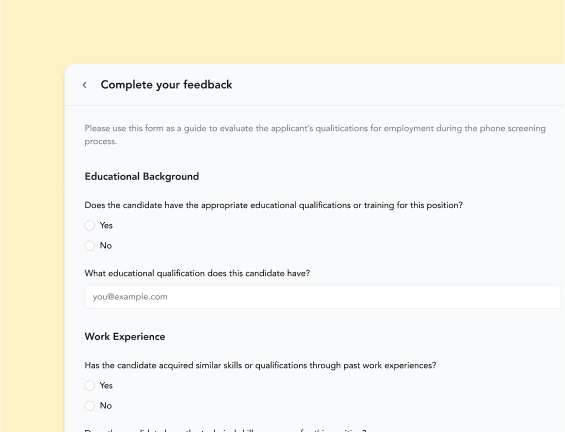 Complete your feedback
Please use this form as a guide to evaluate the applicant's qualitications for employment during the phone screening
process.
Educational Background
Does the candidate have the appropriate educational qualifications or training for this position?
Yes
No
What educational qualification does this candidate have?
you@example.com
Work Experience
Has the candidate acquired similar skills or qualifications through past work experiences?
Yes
No